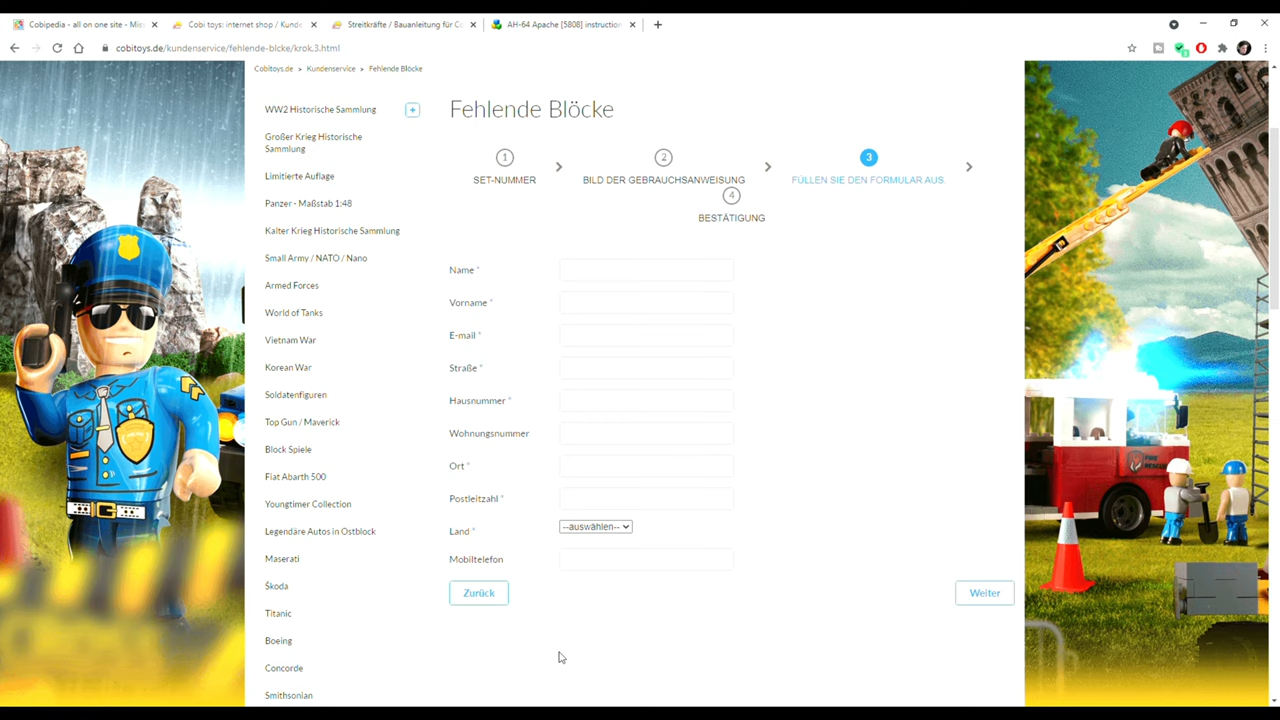 Cobipedia - all on one site - Mis
Cobi toys: internet shop / Kunde
Streitkräfte / Bauanleitung für Co
AH-64 Apache [5808] instruction
cobitoys.de/kundenservice/fehlende-blcke/krok,3.html
Cobitoys.de > Kundenservice > Fehlende Blöcke
WW2 Historische Sammlung
Großer Krieg Historische
Sammlung
Limitierte Auflage
Panzer - Maßstab 1:48
Kalter Krieg Historische Sammlung
Small Army / NATO / Nano
Armed Forces
World of Tanks
Vietnam War
Korean War
Soldatenfiguren
Top Gun / Maverick
Block Spiele
Fiat Abarth 500
Youngtimer Collection
Legendäre Autos in Ostblock
Maserati
Škoda
Titanic
Boeing
Concorde
Smithsonian
Fehlende Blöcke
1
SET-NUMMER
2
BILD DER GEBRAUCHSANWEISUNG
3
FÜLLEN SIE DEN FORMULAR AUS.
4
BESTÄTIGUNG
Name *
Vorname *
E-mail *
Straße *
Hausnummer *
Wohnungsnummer
Ort *
Postleitzahl *
Land *
--auswählen--
Mobiltelefon
Zurück
Weiter
FIRE
RESCUE